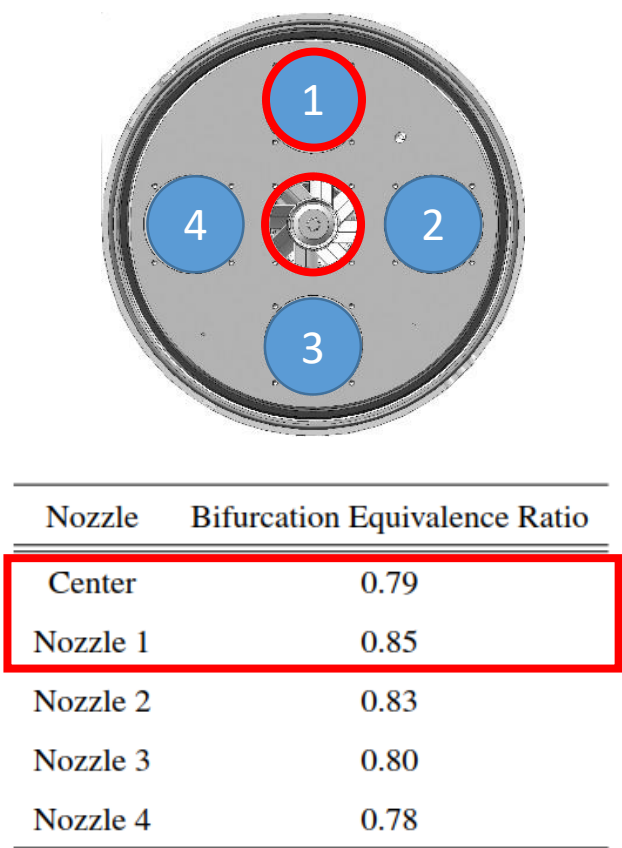 1
4
2
3
Nozzle Bifurcation Equivalence Ratio
Center 0.79
Nozzle 1 0.85
Nozzle 2 0.83
Nozzle 3 0.80
Nozzle 4 0.78